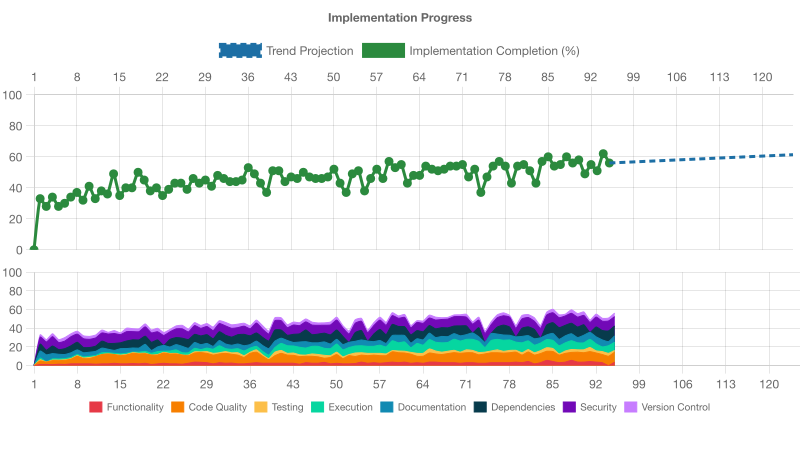 Implementation Progress
Trend Projection Implementation Completion (%)
1 8 15 22 29 36 43 50 57 64 71 78 85 92 99 106 113 120
100
80
60
40
20
0
100
80
60
40
20
0
1 8 15 22 29 36 43 50 57 64 71 78 85 92 99 106 113 120
Functionality Code Quality Testing Execution Documentation Dependencies Security Version Control